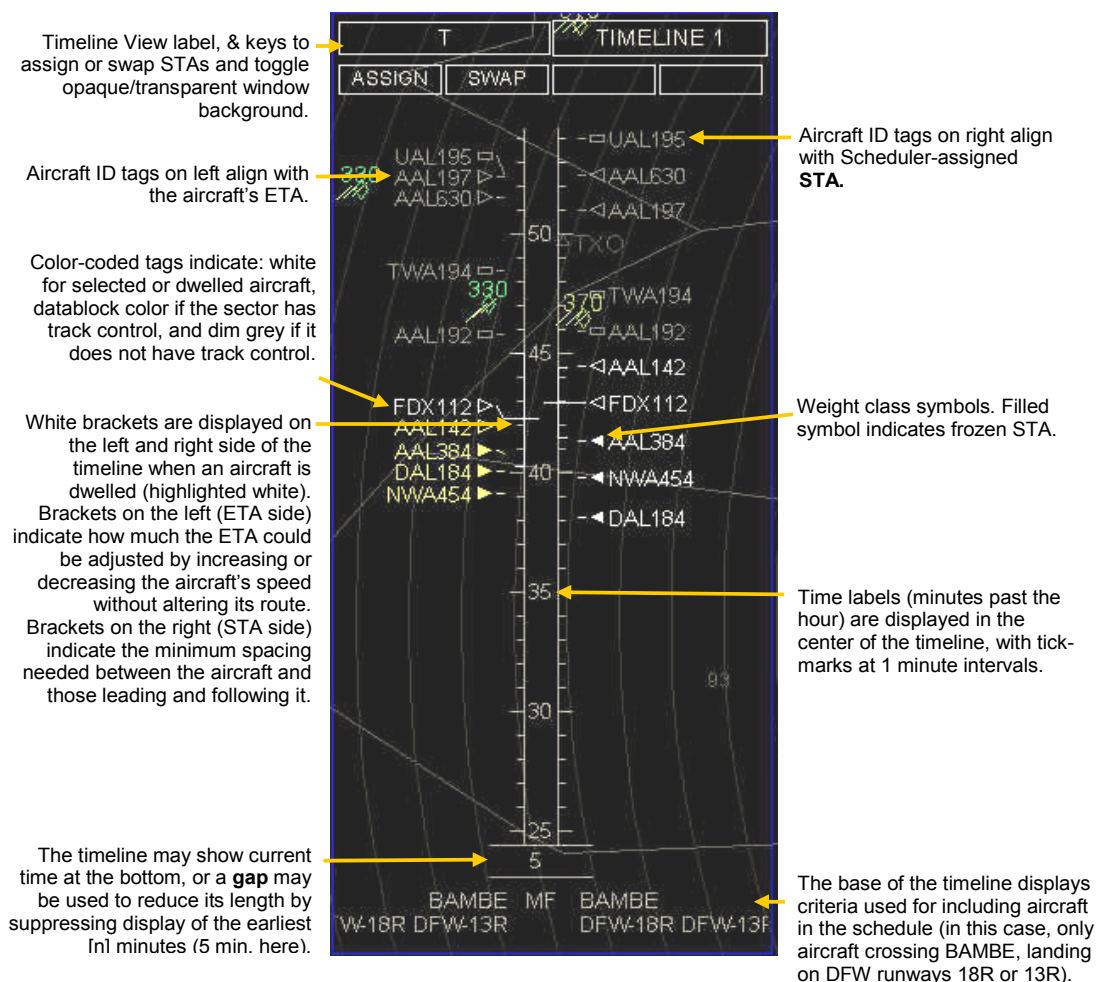 Timeline View label, & keys to
assign or swap STAs and toggle
opaque/transparent window
background.
Aircraft ID tags on left align with
the aircraft's ETA.
Color-coded tags indicate: white
for selected or dwelled aircraft,
datablock color if the sector has
track control, and dim grey if it
does not have track control.
White brackets are displayed on
the left and right side of the
timeline when an aircraft is
dwelled (highlighted white).
Brackets on the left (ETA side)
indicate how much the ETA could
be adjusted by increasing or
decreasing the aircraft's speed
without altering its route.
Brackets on the right (STA side)
indicate the minimum spacing
needed between the aircraft and
those leading and following it.
The timeline may show current
time at the bottom, or a gap may
be used to reduce its length by
suppressing display of the earliest
[n] minutes (5 min. here).
T TIMELINE 1
ASSIGN SWAP
UAL195
AAL197
330
AAL630
TWA194
330
AAL192
FDX112
AAL142
AAL384
DAL184
NWA454
50
45
40
35
30
25
5
UAL195
AAL630
AAL197
TXO
TWA194
370
AAL192
AAL142
FDX112
AAL384
NWA454
DAL184
93
BAMBE MF BAMBE
W-18R DFW-13R DFW-18R DFW-13R
Aircraft ID tags on right align
with Scheduler-assigned
STA.
Weight class symbols. Filled
symbol indicates frozen STA.
Time labels (minutes past the
hour) are displayed in the
center of the timeline, with tick-
marks at 1 minute intervals.
The base of the timeline displays
criteria used for including aircraft
in the schedule (in this case, only
aircraft crossing BAMBE, landing
on DFW runways 18R or 13R).